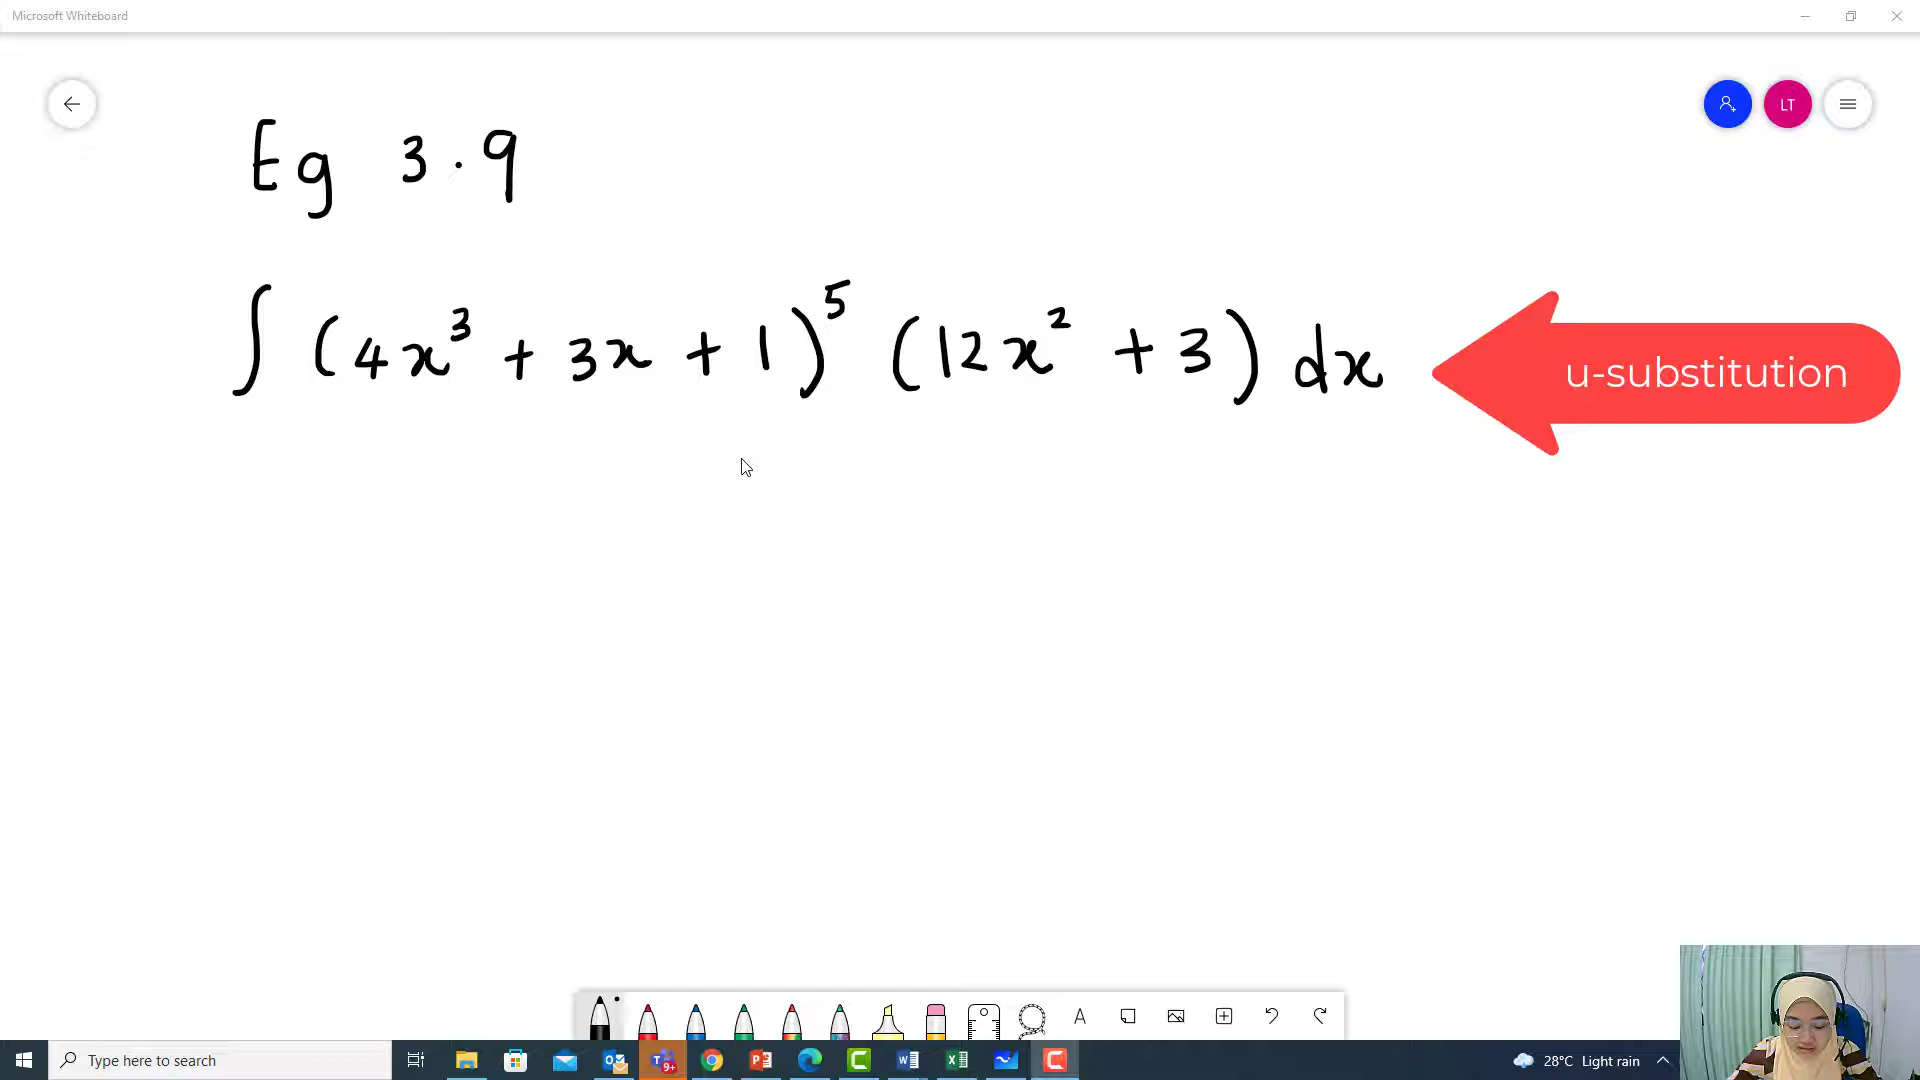 Microsoft Whiteboard
LT
Eg 3.9
∫ (4x³ + 3x + 1)⁵ (12x² + 3) dx
u-substitution
A
Type here to search
9+
28°C Light rain